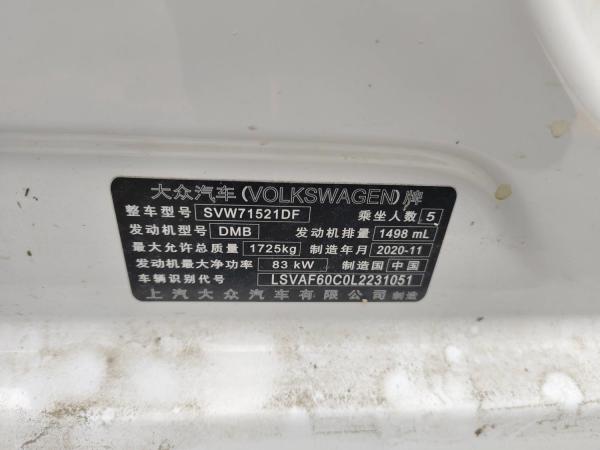 大众汽车(VOLKSWAGEN)牌
整车型号 SVW71521DF 乘坐人数 5
发动机型号 DMB 发动机排量 1498 mL
最大允许总质量 1725kg 制造年月 2020-11
发动机最大净功率 83 kW 制造国 中国
车辆识别代号 LSVAF60C0L2231051
上汽大众汽车有限公司 制造